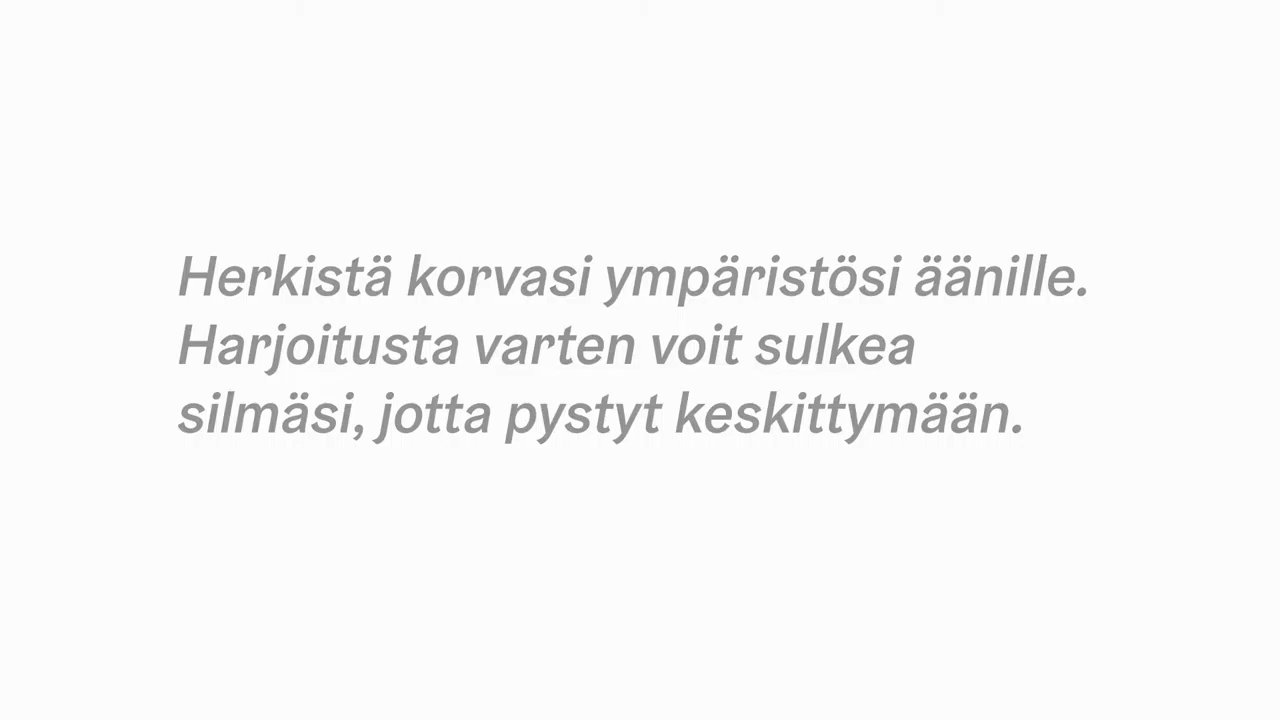 Herkistä korvasi ympäristösi äänille.
Harjoitusta varten voit sulkea
silmäsi, jotta pystyt keskittymään.